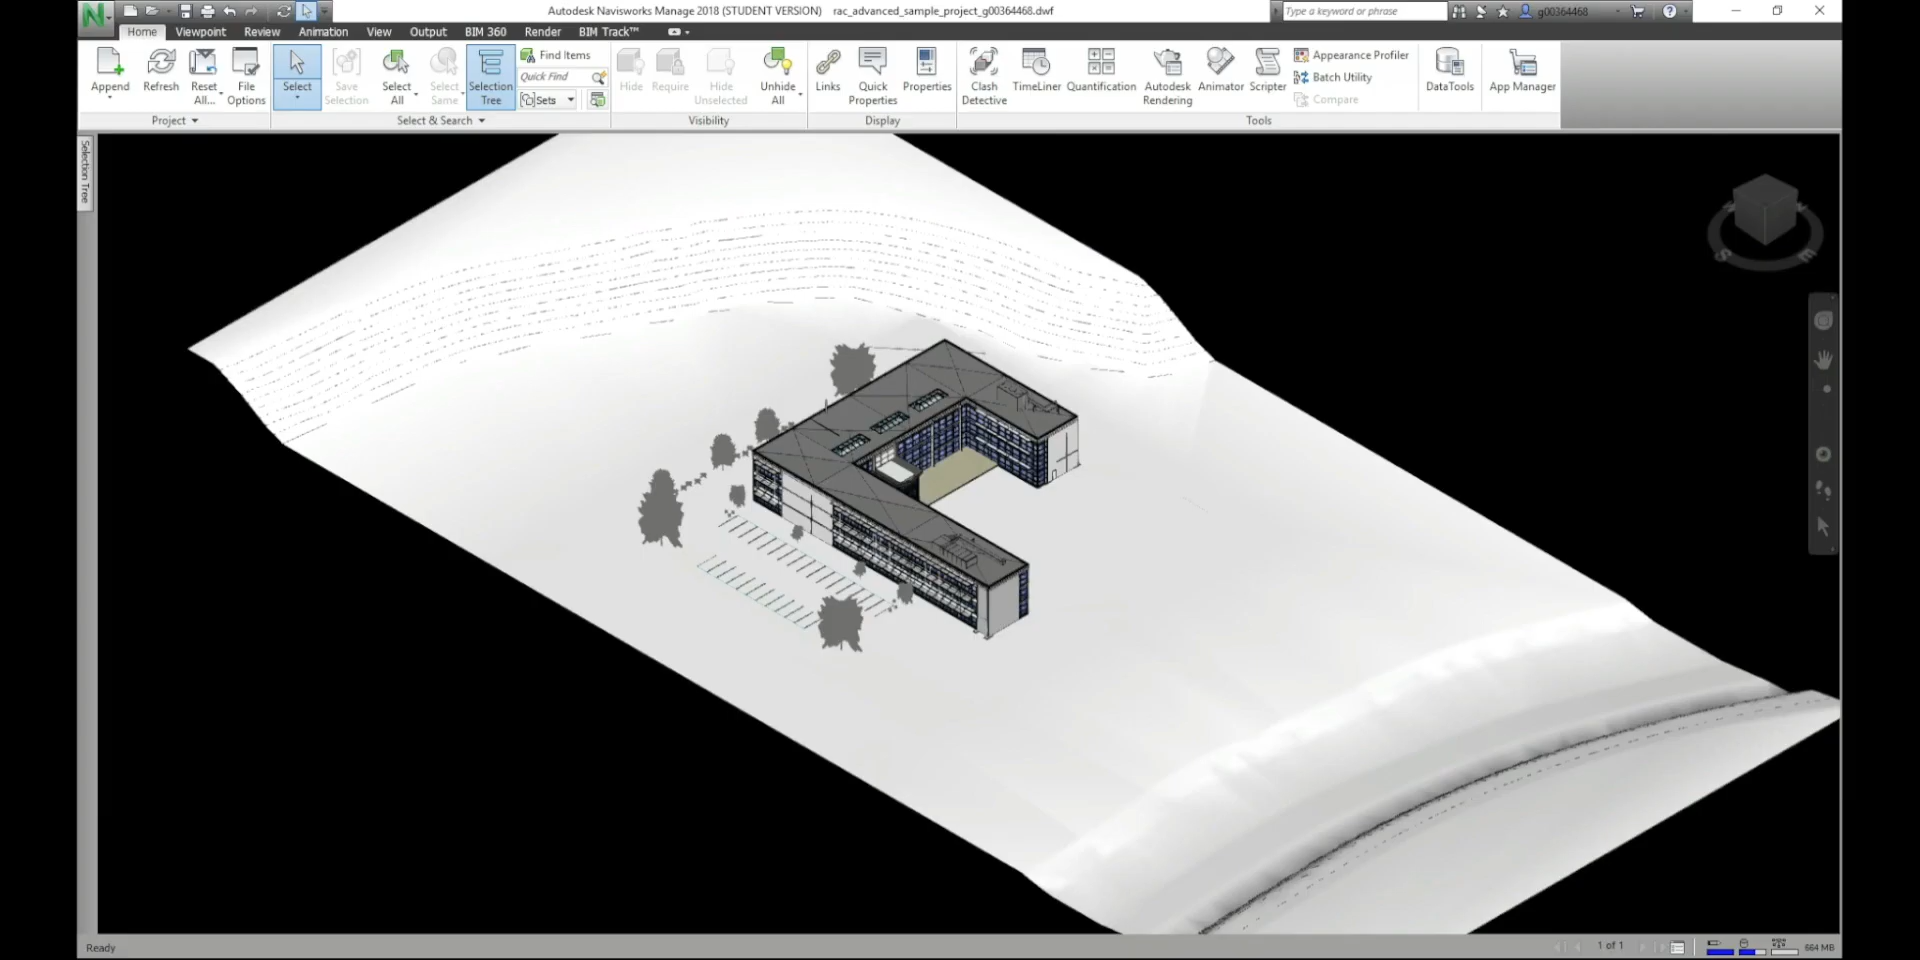 Autodesk Navisworks Manage 2018 (STUDENT VERSION) rac_advanced_sample_project_g00364468.dwf
Type a keyword or phrase
g00364468
Home Viewpoint Review Animation View Output BIM 360 Render BIM Track™
Append
Refresh
Reset All...
File Options
Project
Select
Save Selection
Select All
Select Same
Selection Tree
Find Items
Quick Find
Sets
Select & Search
Hide
Require
Hide Unselected
Unhide All
Visibility
Links
Quick Properties
Properties
Display
Clash Detective
TimeLiner
Quantification
Autodesk Rendering
Animator
Scripter
Appearance Profiler
Batch Utility
Compare
Tools
DataTools
App Manager
Selection Tree
S
E
Ready
1 of 1
664 MB